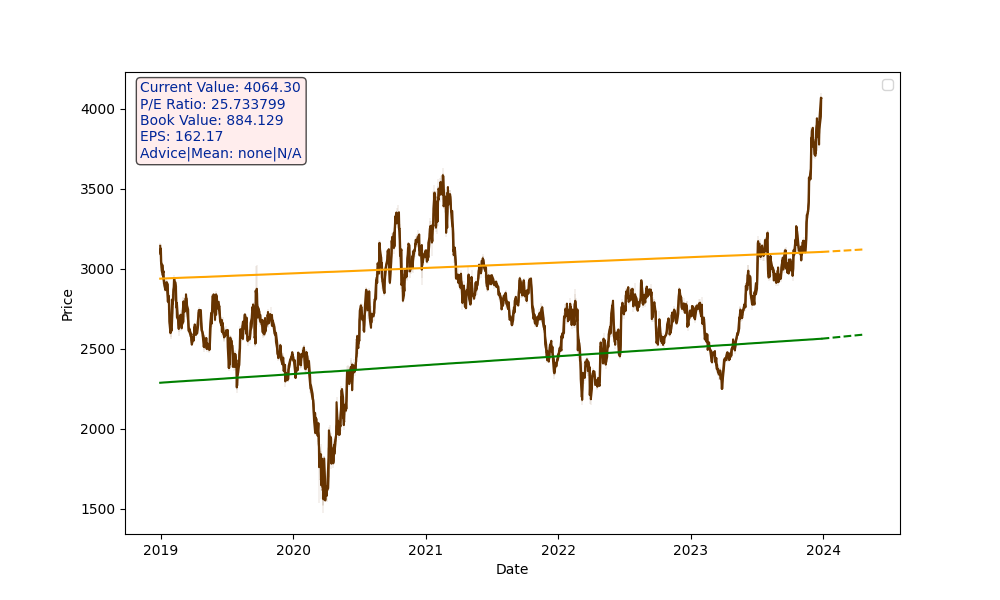 Current Value: 4064.30
P/E Ratio: 25.733799
Book Value: 884.129
EPS: 162.17
Advice|Mean: none|N/A
4000
3500
3000
2500
2000
1500
Price
2019 2020 2021 2022 2023 2024
Date